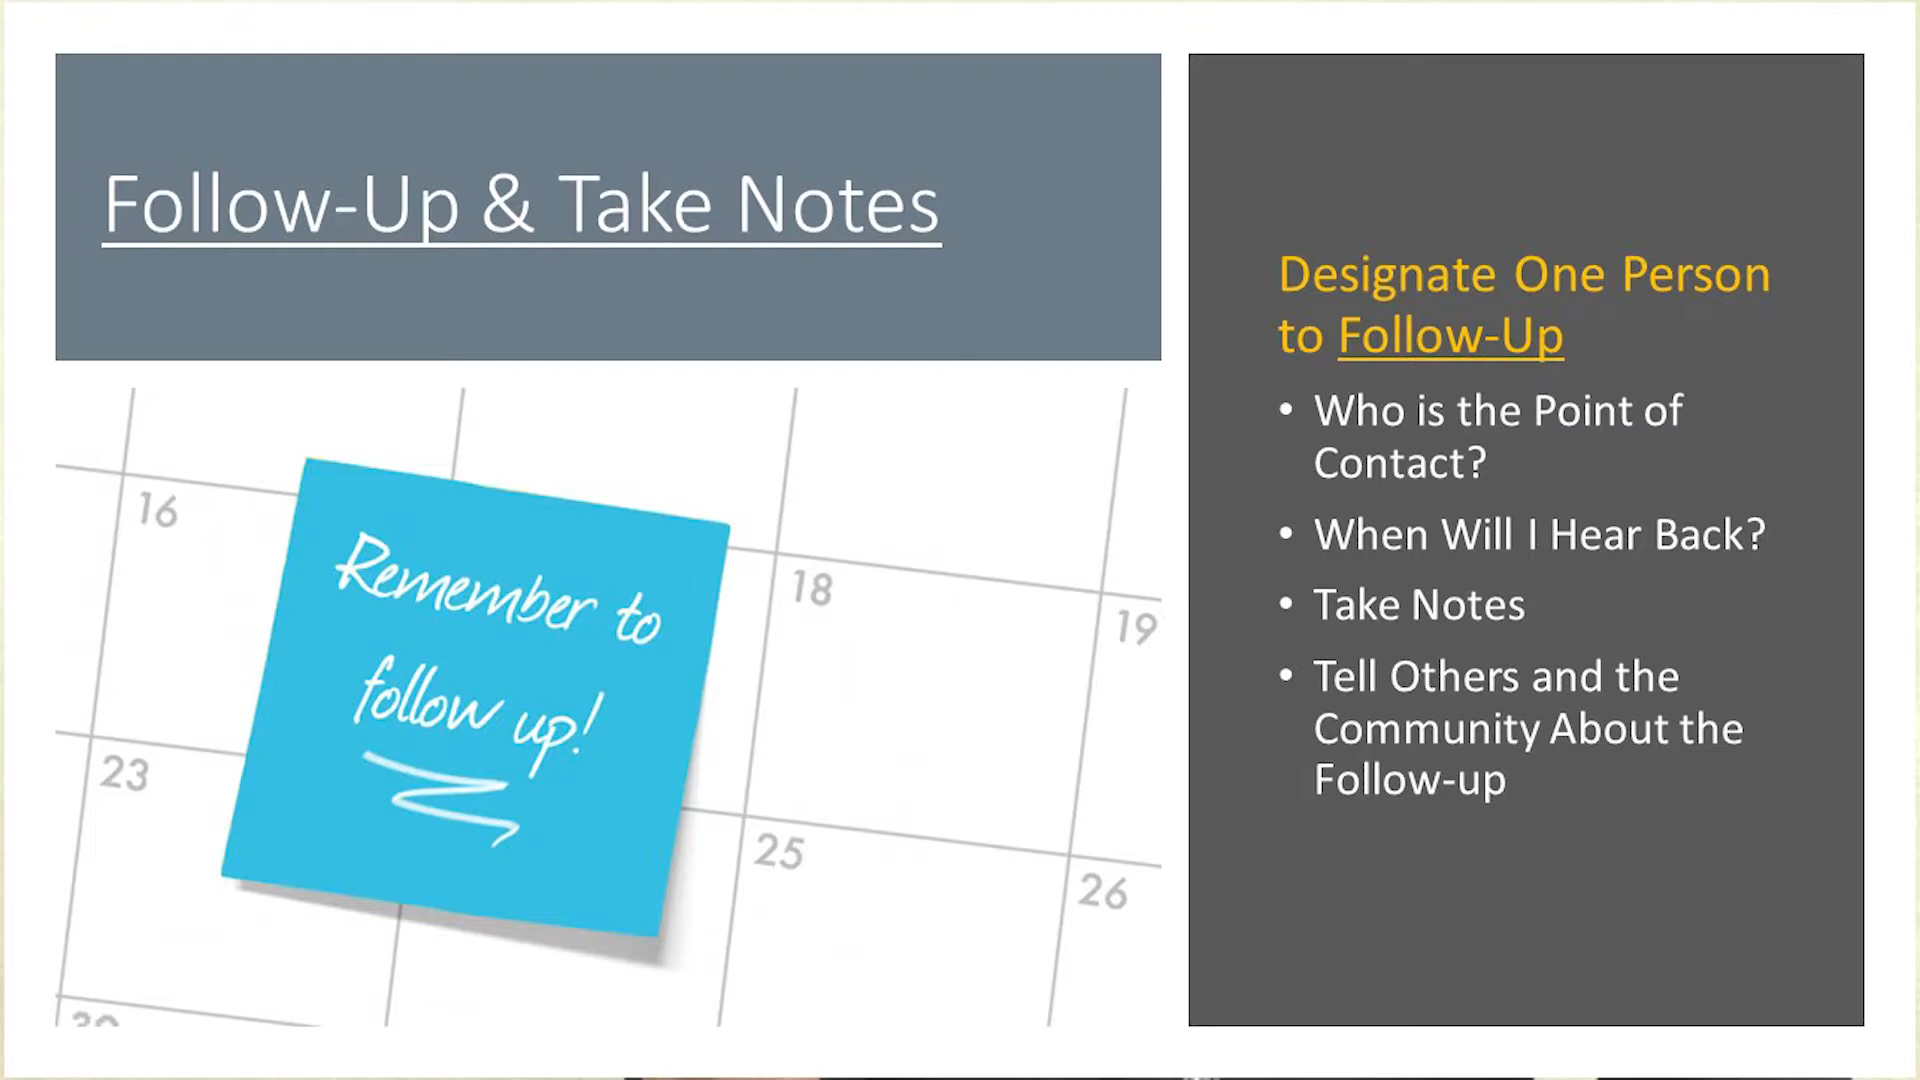 Follow-Up & Take Notes
16
Remember to
follow up!
18
19
23
25
26
30
Designate One Person
to Follow-Up
• Who is the Point of
Contact?
• When Will I Hear Back?
• Take Notes
• Tell Others and the
Community About the
Follow-up